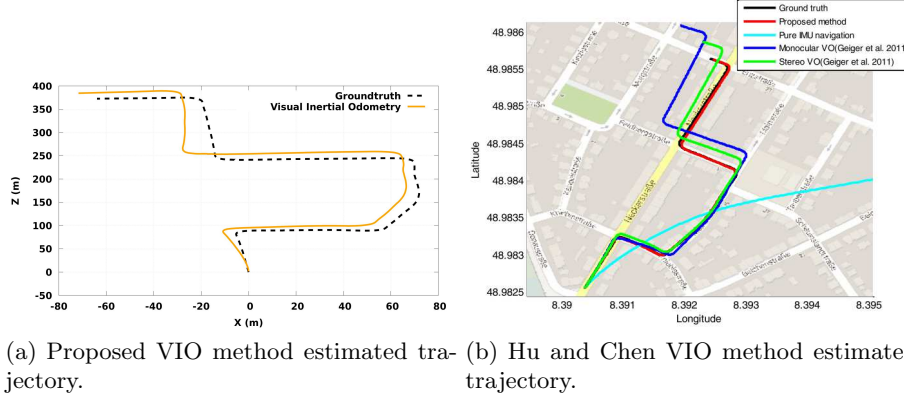 Groundtruth
Visual Inertial Odometry
400
350
300
250
200
150
100
50
0
-50
Z (m)
-80 -60 -40 -20 0 20 40 60 80
X (m)
(a) Proposed VIO method estimated tra-
jectory.
Ground truth
Proposed method
Pure IMU navigation
Monocular VO(Geiger et al. 2011)
Stereo VO(Geiger et al. 2011)
48.986
48.9855
48.985
48.9845
48.984
48.9835
48.983
48.9825
Latitude
Neckarstraße
8.39 8.391 8.392 8.393 8.394 8.395
Longitude
(b) Hu and Chen VIO method estimate
trajectory.